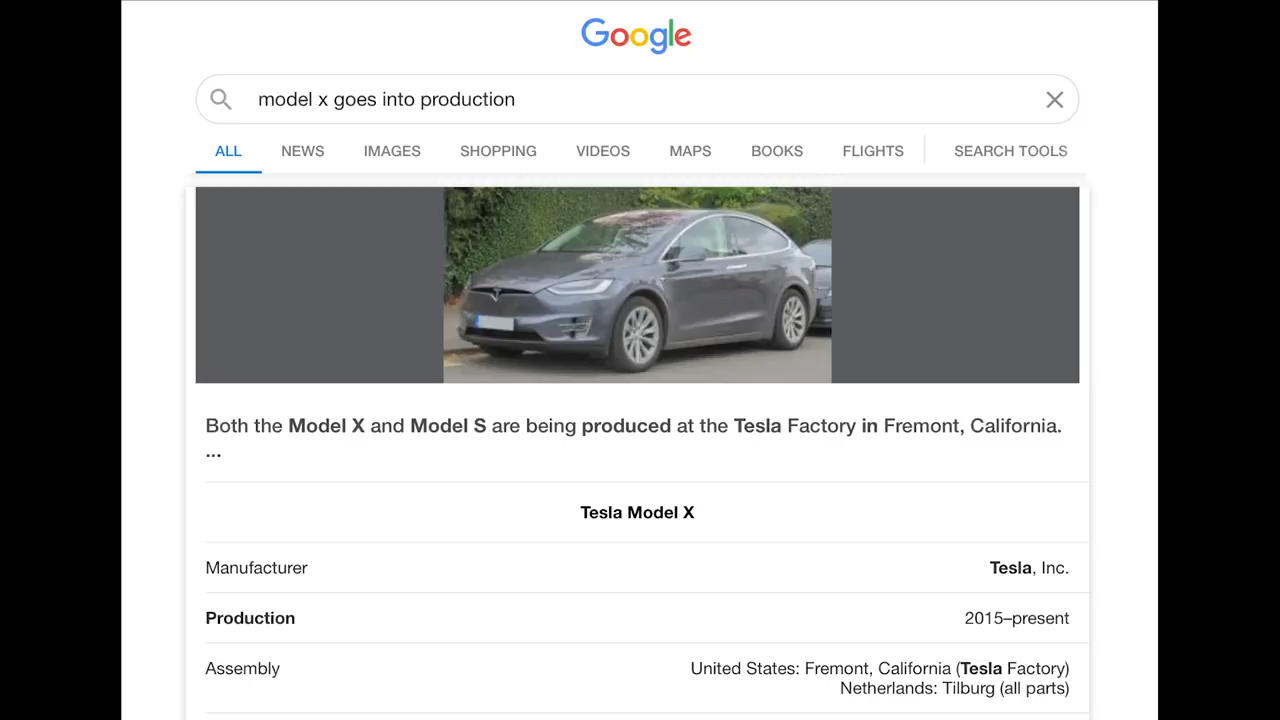 Google
model x goes into production
ALL NEWS IMAGES SHOPPING VIDEOS MAPS BOOKS FLIGHTS SEARCH TOOLS
Both the Model X and Model S are being produced at the Tesla Factory in Fremont, California.
...
Tesla Model X
Manufacturer Tesla, Inc.
Production 2015–present
Assembly United States: Fremont, California (Tesla Factory)
Netherlands: Tilburg (all parts)